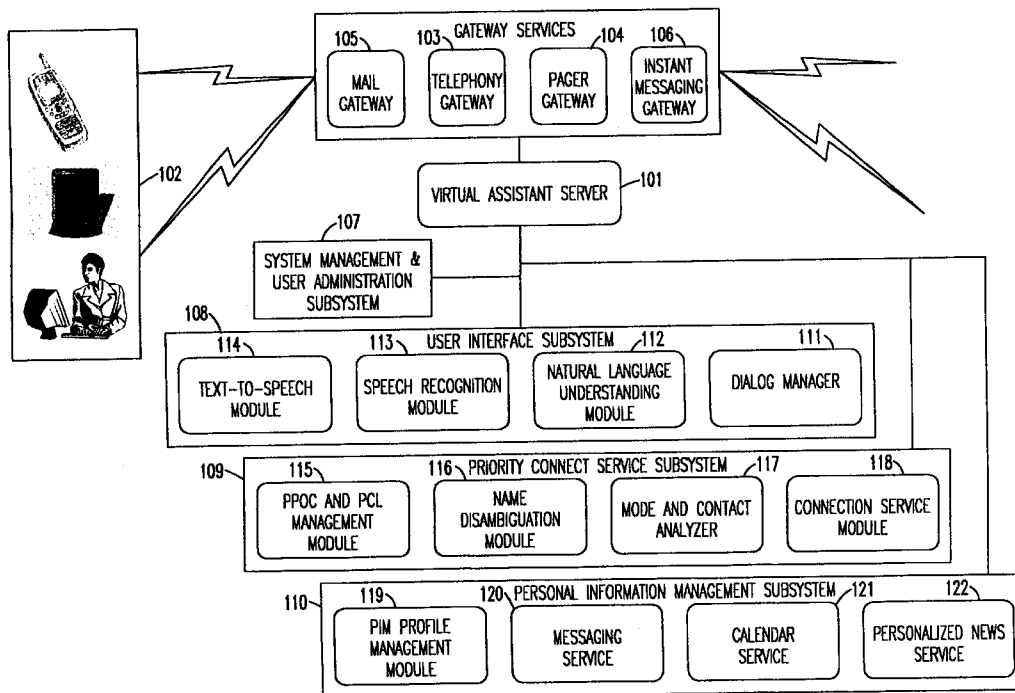 GATEWAY SERVICES
105
103
104
106
MAIL
GATEWAY
TELEPHONY
GATEWAY
PAGER
GATEWAY
INSTANT
MESSAGING
GATEWAY
102
VIRTUAL ASSISTANT SERVER
101
107
SYSTEM MANAGEMENT &
USER ADMINISTRATION
SUBSYSTEM
108
USER INTERFACE SUBSYSTEM
114
113
112
111
TEXT-TO-SPEECH
MODULE
SPEECH RECOGNITION
MODULE
NATURAL LANGUAGE
UNDERSTANDING
MODULE
DIALOG MANAGER
109
PRIORITY CONNECT SERVICE SUBSYSTEM
115
116
117
118
PPOC AND PCL
MANAGEMENT
MODULE
NAME
DISAMBIGUATION
MODULE
MODE AND CONTACT
ANALYZER
CONNECTION SERVICE
MODULE
110
PERSONAL INFORMATION MANAGEMENT SUBSYSTEM
119
120
121
122
PIM PROFILE
MANAGEMENT
MODULE
MESSAGING
SERVICE
CALENDAR
SERVICE
PERSONALIZED NEWS
SERVICE